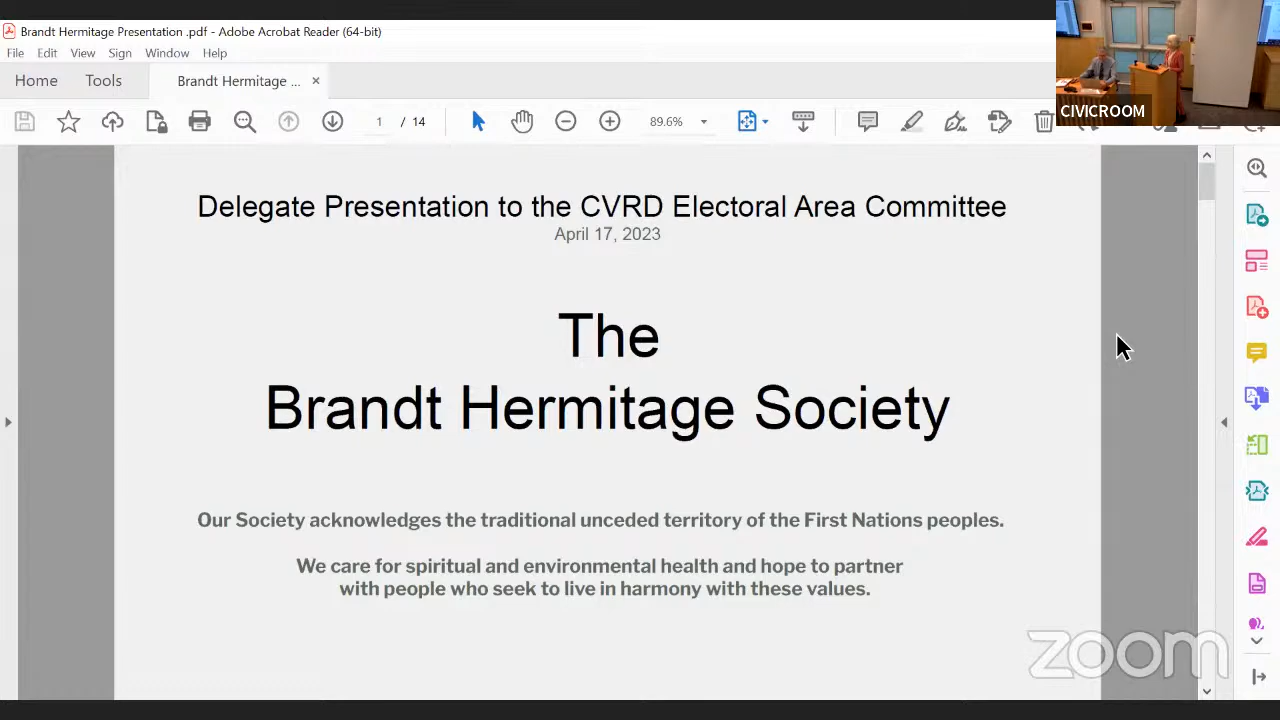 Brandt Hermitage Presentation .pdf - Adobe Acrobat Reader (64-bit)
File Edit View Sign Window Help
Home Tools Brandt Hermitage ... ×
1 / 14 89.6%
CIVICROOM
Delegate Presentation to the CVRD Electoral Area Committee
April 17, 2023
The
Brandt Hermitage Society
Our Society acknowledges the traditional unceded territory of the First Nations peoples.
We care for spiritual and environmental health and hope to partner
with people who seek to live in harmony with these values.
zoom